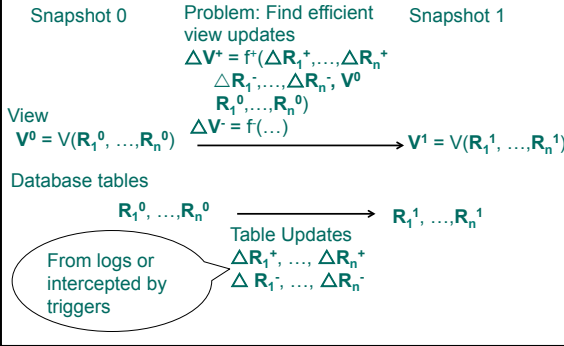 Snapshot 0
Problem: Find efficient
view updates
Snapshot 1
△V⁺ = f⁺(△R₁⁺,…,△Rₙ⁺
△R₁⁻,…,△Rₙ⁻, V⁰
R₁⁰,…,Rₙ⁰)
△V⁻ = f⁻(…)
View
V⁰ = V(R₁⁰, …,Rₙ⁰)
V¹ = V(R₁¹, …,Rₙ¹)
Database tables
R₁⁰, …,Rₙ⁰
R₁¹, …,Rₙ¹
Table Updates
△R₁⁺, …, △Rₙ⁺
△ R₁⁻, …, △Rₙ⁻
From logs or
intercepted by
triggers